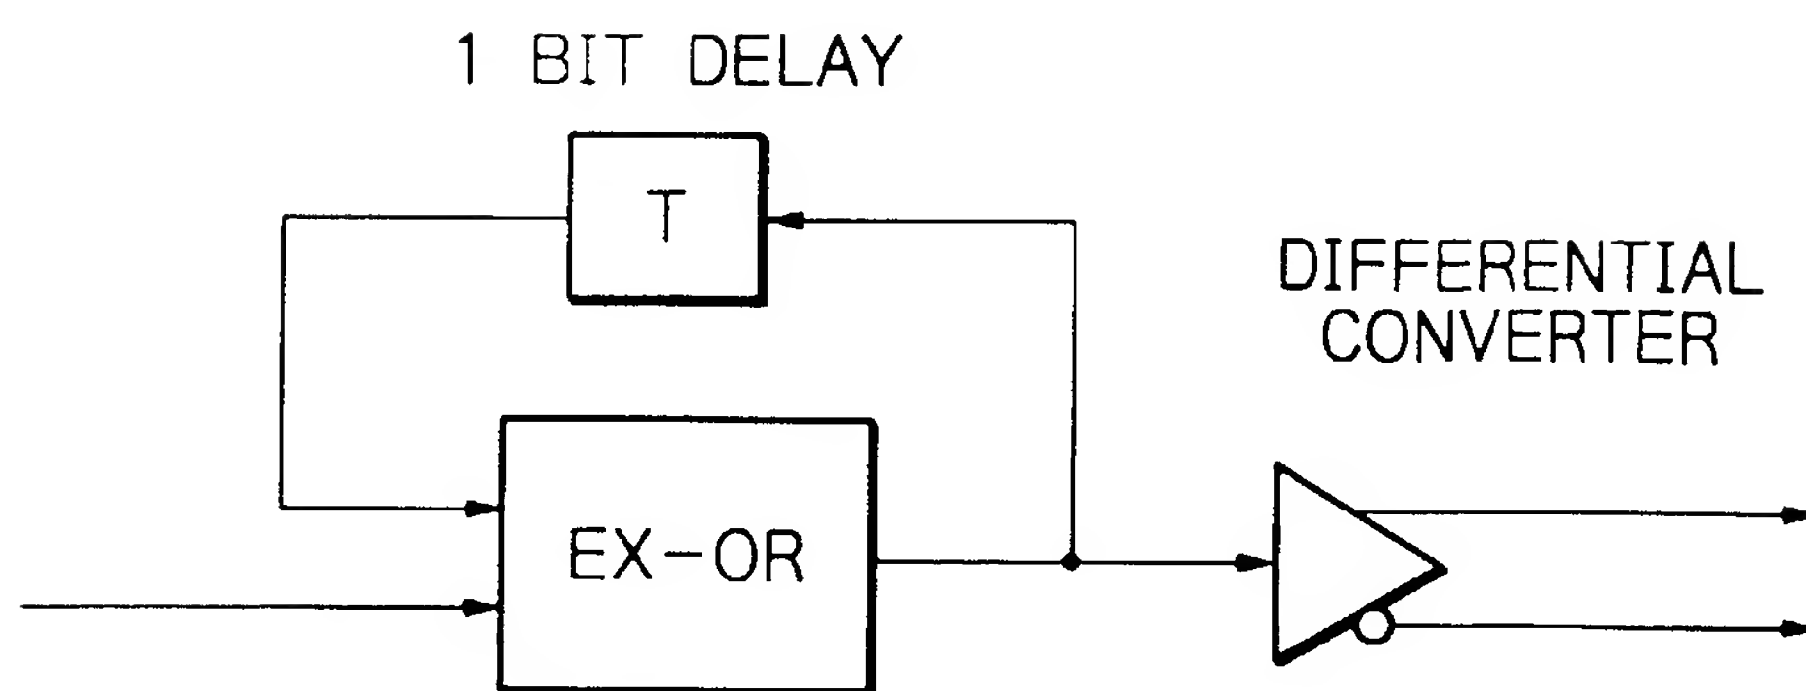 1 BIT DELAY
T
DIFFERENTIAL
CONVERTER
EX-OR